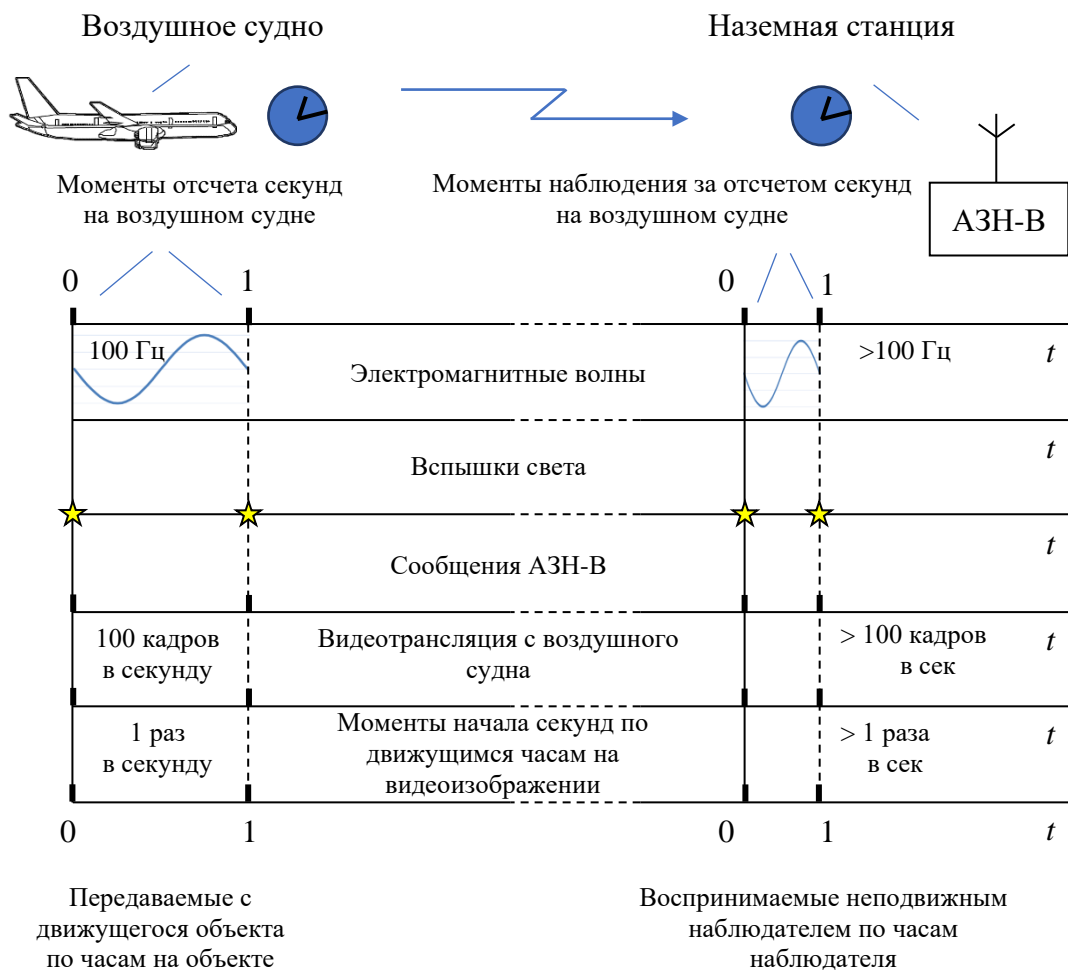 Воздушное судно
Наземная станция
Моменты отсчета секунд
на воздушном судне
Моменты наблюдения за отсчетом секунд
на воздушном судне
АЗН-В
0
1
0
1
100 Гц
Электромагнитные волны
>100 Гц
t
Вспышки света
t
Сообщения АЗН-В
t
100 кадров
в секунду
Видеотрансляция с воздушного
судна
> 100 кадров
в сек
t
1 раз
в секунду
Моменты начала секунд по
движущимся часам на
видеоизображении
> 1 раза
в сек
t
0
1
0
1
t
Передаваемые с
движущегося объекта
по часам на объекте
Воспринимаемые неподвижным
наблюдателем по часам
наблюдателя